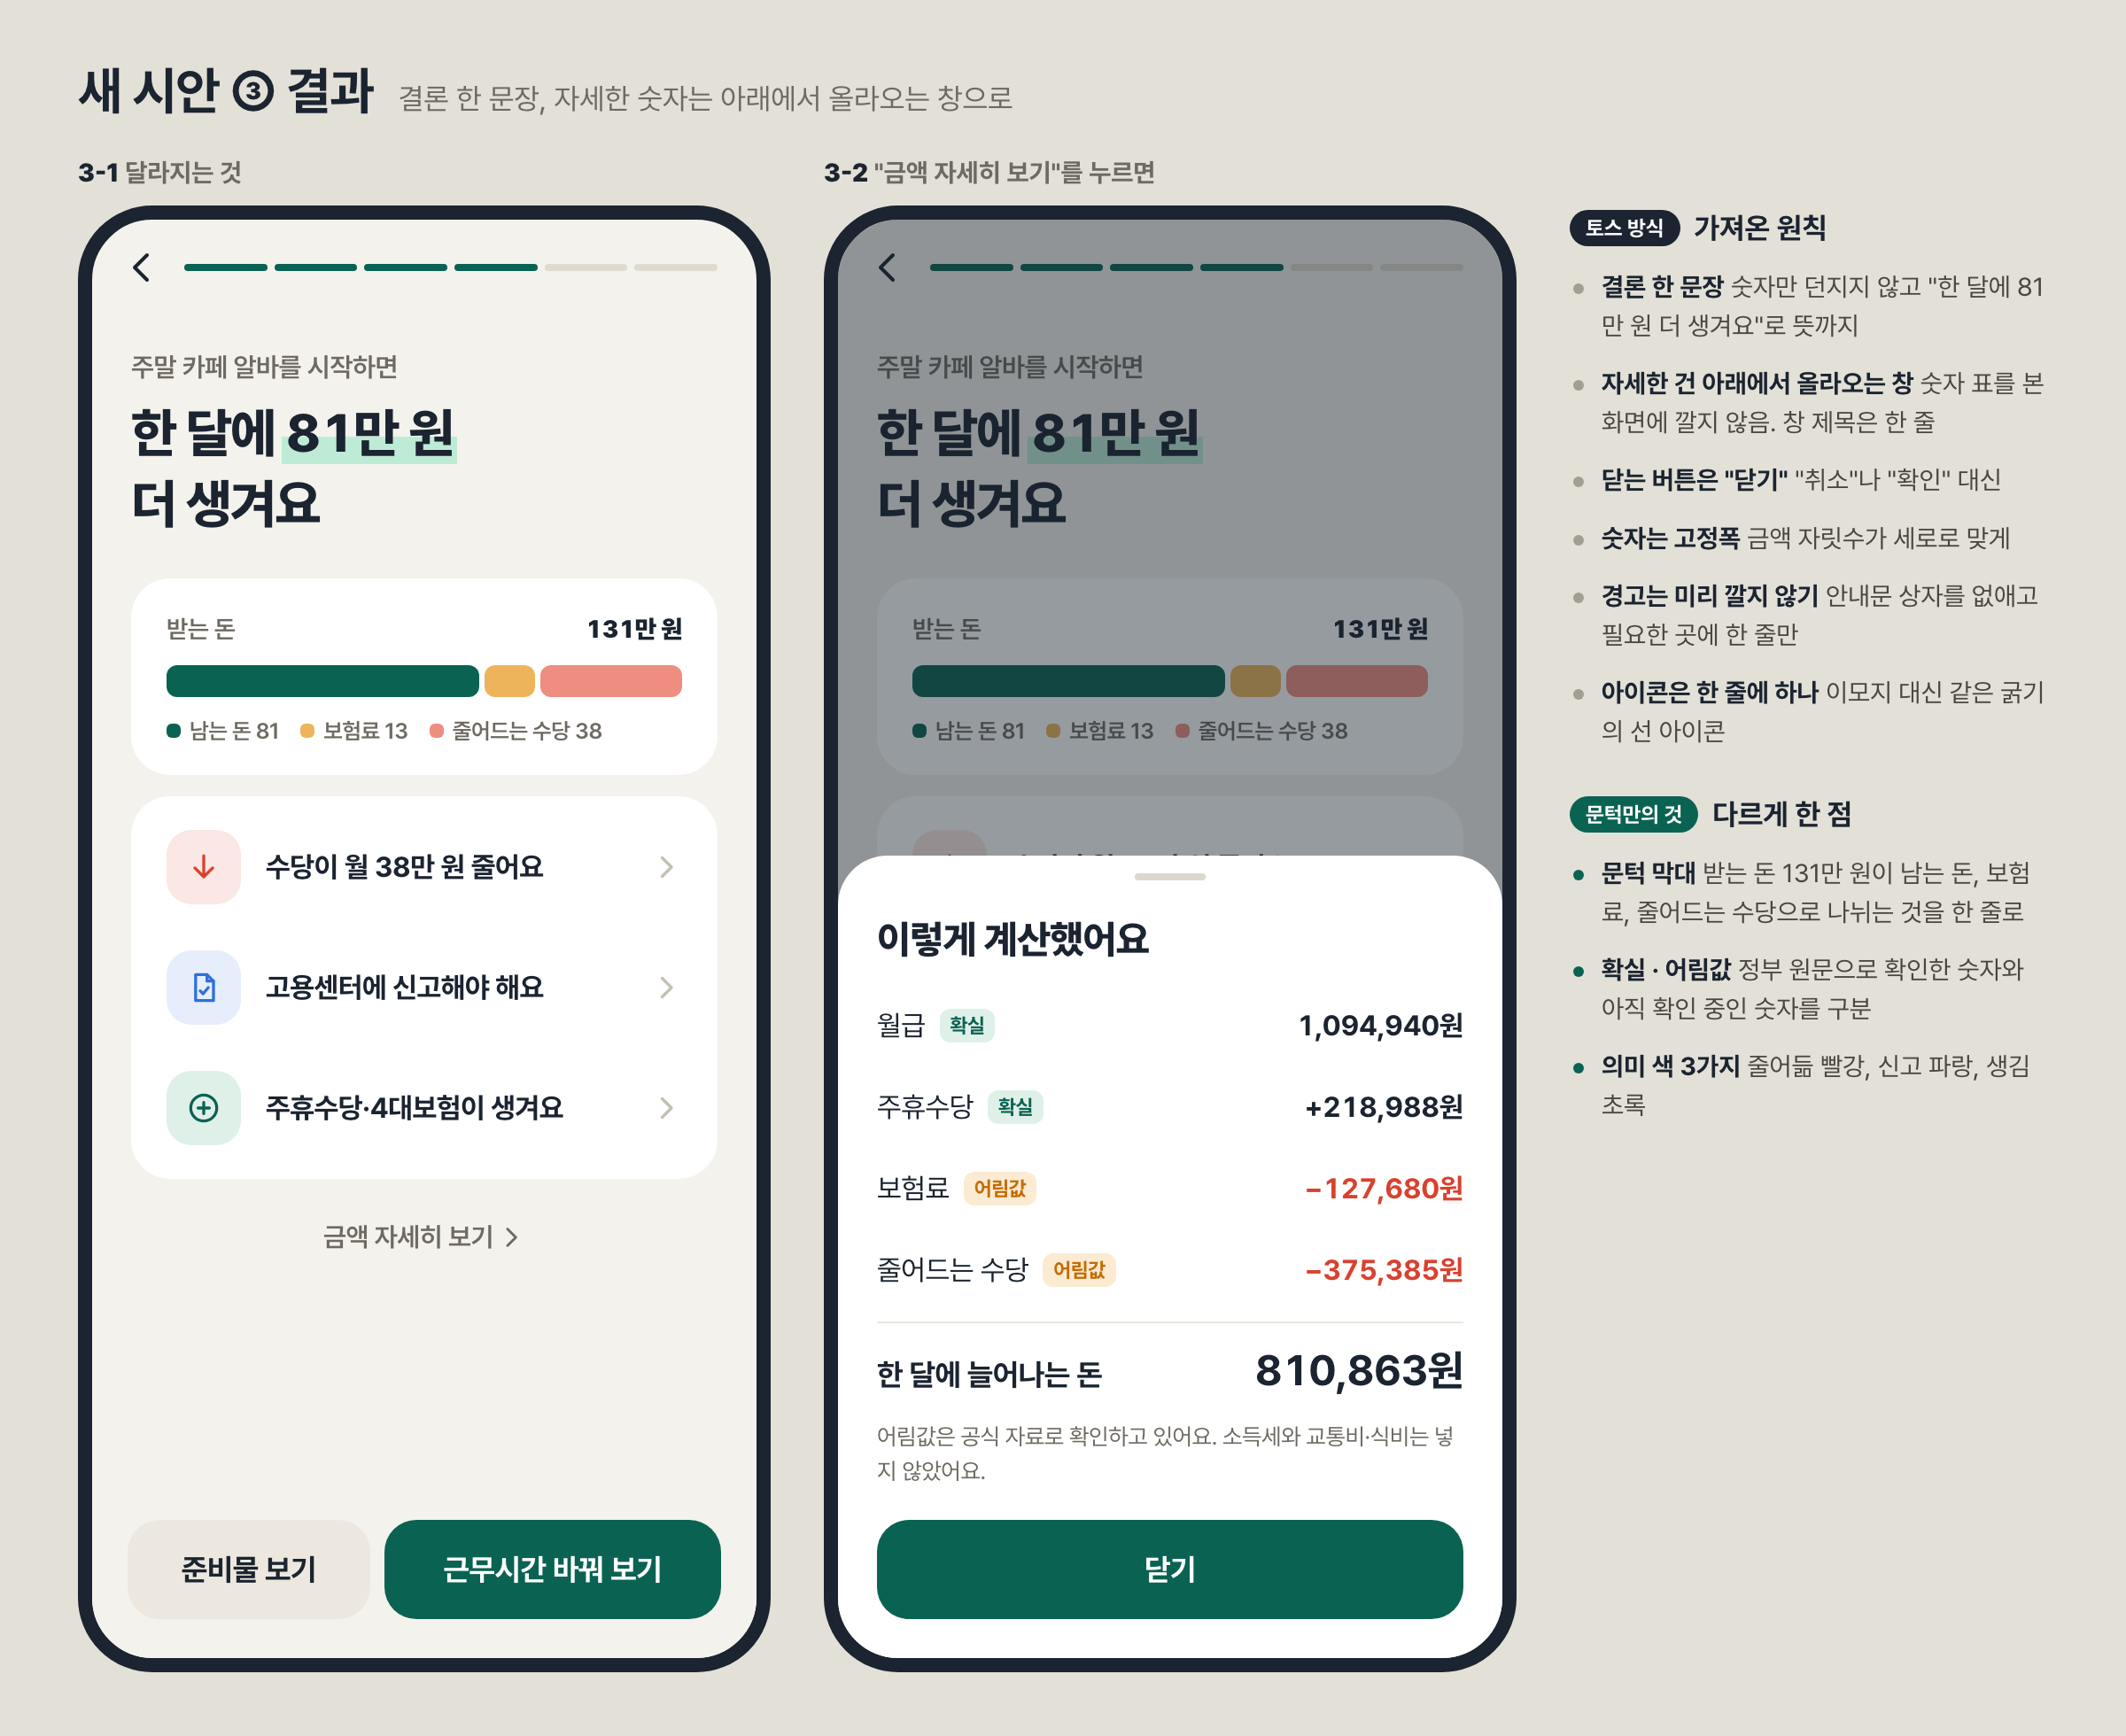 새 시안 ③ 결과 결론 한 문장, 자세한 숫자는 아래에서 올라오는 창으로
3-1 달라지는 것
주말 카페 알바를 시작하면
한 달에 81만 원
더 생겨요
받는 돈 131만 원
남는 돈 81 보험료 13 줄어드는 수당 38
수당이 월 38만 원 줄어요
고용센터에 신고해야 해요
주휴수당·4대보험이 생겨요
금액 자세히 보기
준비물 보기 근무시간 바꿔 보기
3-2 "금액 자세히 보기"를 누르면
주말 카페 알바를 시작하면
한 달에 81만 원
더 생겨요
받는 돈 131만 원
남는 돈 81 보험료 13 줄어드는 수당 38
이렇게 계산했어요
월급 확실 1,094,940원
주휴수당 확실 +218,988원
보험료 어림값 −127,680원
줄어드는 수당 어림값 −375,385원
한 달에 늘어나는 돈 810,863원
어림값은 공식 자료로 확인하고 있어요. 소득세와 교통비·식비는 넣
지 않았어요.
닫기
토스 방식 가져온 원칙
결론 한 문장 숫자만 던지지 않고 "한 달에 81
만 원 더 생겨요"로 뜻까지
자세한 건 아래에서 올라오는 창 숫자 표를 본
화면에 깔지 않음. 창 제목은 한 줄
닫는 버튼은 "닫기" "취소"나 "확인" 대신
숫자는 고정폭 금액 자릿수가 세로로 맞게
경고는 미리 깔지 않기 안내문 상자를 없애고
필요한 곳에 한 줄만
아이콘은 한 줄에 하나 이모지 대신 같은 굵기
의 선 아이콘
문턱만의 것 다르게 한 점
문턱 막대 받는 돈 131만 원이 남는 돈, 보험
료, 줄어드는 수당으로 나뉘는 것을 한 줄로
확실 · 어림값 정부 원문으로 확인한 숫자와
아직 확인 중인 숫자를 구분
의미 색 3가지 줄어듦 빨강, 신고 파랑, 생김
초록